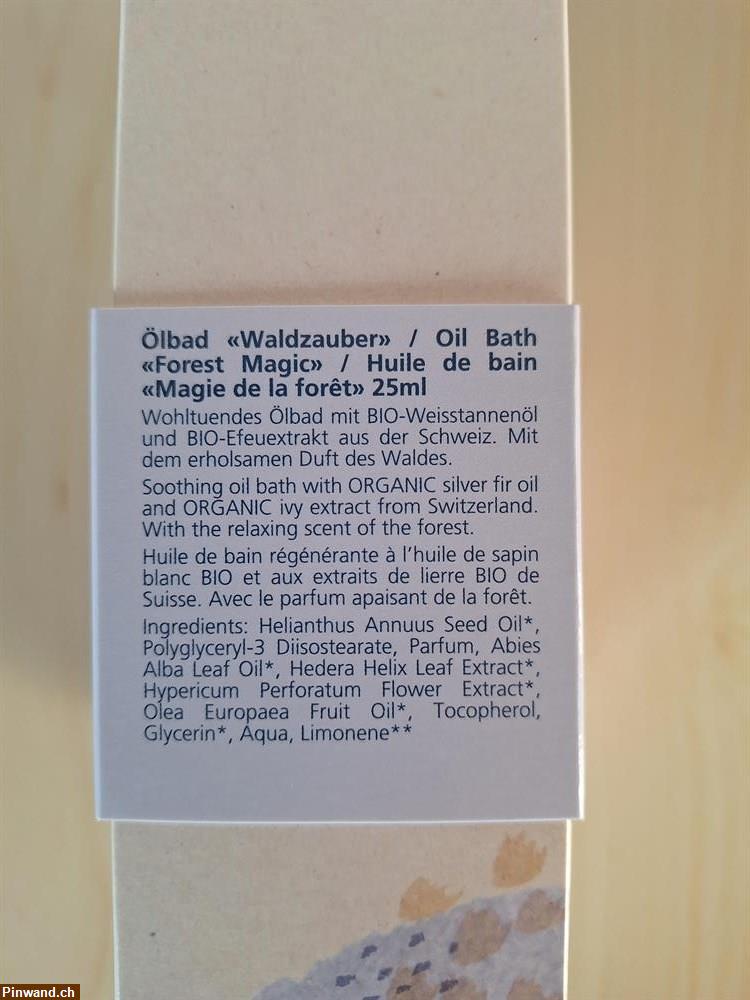 Ölbad «Waldzauber» / Oil Bath
«Forest Magic» / Huile de bain
«Magie de la forêt» 25ml
Wohltuendes Ölbad mit BIO-Weisstannenöl
und BIO-Efeuextrakt aus der Schweiz. Mit
dem erholsamen Duft des Waldes.
Soothing oil bath with ORGANIC silver fir oil
and ORGANIC ivy extract from Switzerland.
With the relaxing scent of the forest.
Huile de bain régénérante à l'huile de sapin
blanc BIO et aux extraits de lierre BIO de
Suisse. Avec le parfum apaisant de la forêt.
Ingredients: Helianthus Annuus Seed Oil*,
Polyglyceryl-3 Diisostearate, Parfum, Abies
Alba Leaf Oil*, Hedera Helix Leaf Extract*,
Hypericum Perforatum Flower Extract*,
Olea Europaea Fruit Oil*, Tocopherol,
Glycerin*, Aqua, Limonene**
Pinwand.ch